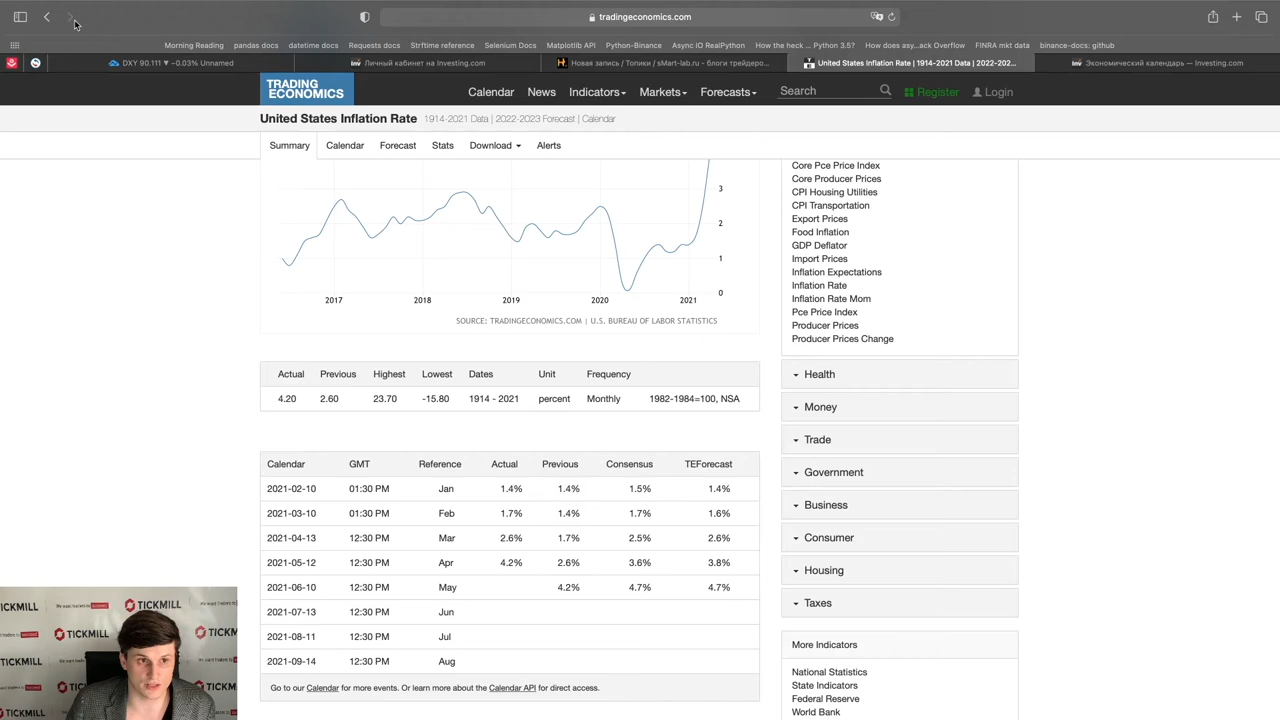 tradingeconomics.com
Morning Reading pandas docs datetime docs Requests docs Strftime reference Selenium Docs Matplotlib API Python-Binance Async IO RealPython How the heck ... Python 3.5? How does asy...ack Overflow FINRA mkt data binance-docs: github
DXY 90.111 ▼ −0.03% Unnamed
Личный кабинет на Investing.com
Новая запись / Топики / sMart-lab.ru - блоги трейдеро...
United States Inflation Rate | 1914-2021 Data | 2022-202...
Экономический календарь — Investing.com
TRADING
ECONOMICS
Calendar News Indicators Markets Forecasts Search Register Login
United States Inflation Rate 1914-2021 Data | 2022-2023 Forecast | Calendar
Summary Calendar Forecast Stats Download Alerts
3
2
1
0
2017 2018 2019 2020 2021
SOURCE: TRADINGECONOMICS.COM | U.S. BUREAU OF LABOR STATISTICS
Actual Previous Highest Lowest Dates Unit Frequency
4.20 2.60 23.70 -15.80 1914 - 2021 percent Monthly 1982-1984=100, NSA
Calendar GMT Reference Actual Previous Consensus TEForecast
2021-02-10 01:30 PM Jan 1.4% 1.4% 1.5% 1.4%
2021-03-10 01:30 PM Feb 1.7% 1.4% 1.7% 1.6%
2021-04-13 12:30 PM Mar 2.6% 1.7% 2.5% 2.6%
2021-05-12 12:30 PM Apr 4.2% 2.6% 3.6% 3.8%
2021-06-10 12:30 PM May 4.2% 4.7% 4.7%
2021-07-13 12:30 PM Jun
2021-08-11 12:30 PM Jul
2021-09-14 12:30 PM Aug
Go to our Calendar for more events. Or learn more about the Calendar API for direct access.
Core Pce Price Index
Core Producer Prices
CPI Housing Utilities
CPI Transportation
Export Prices
Food Inflation
GDP Deflator
Import Prices
Inflation Expectations
Inflation Rate
Inflation Rate Mom
Pce Price Index
Producer Prices
Producer Prices Change
Health
Money
Trade
Government
Business
Consumer
Housing
Taxes
More Indicators
National Statistics
State Indicators
Federal Reserve
World Bank
TICKMILL
TICKMILL
TICKMILL
TICKMILL